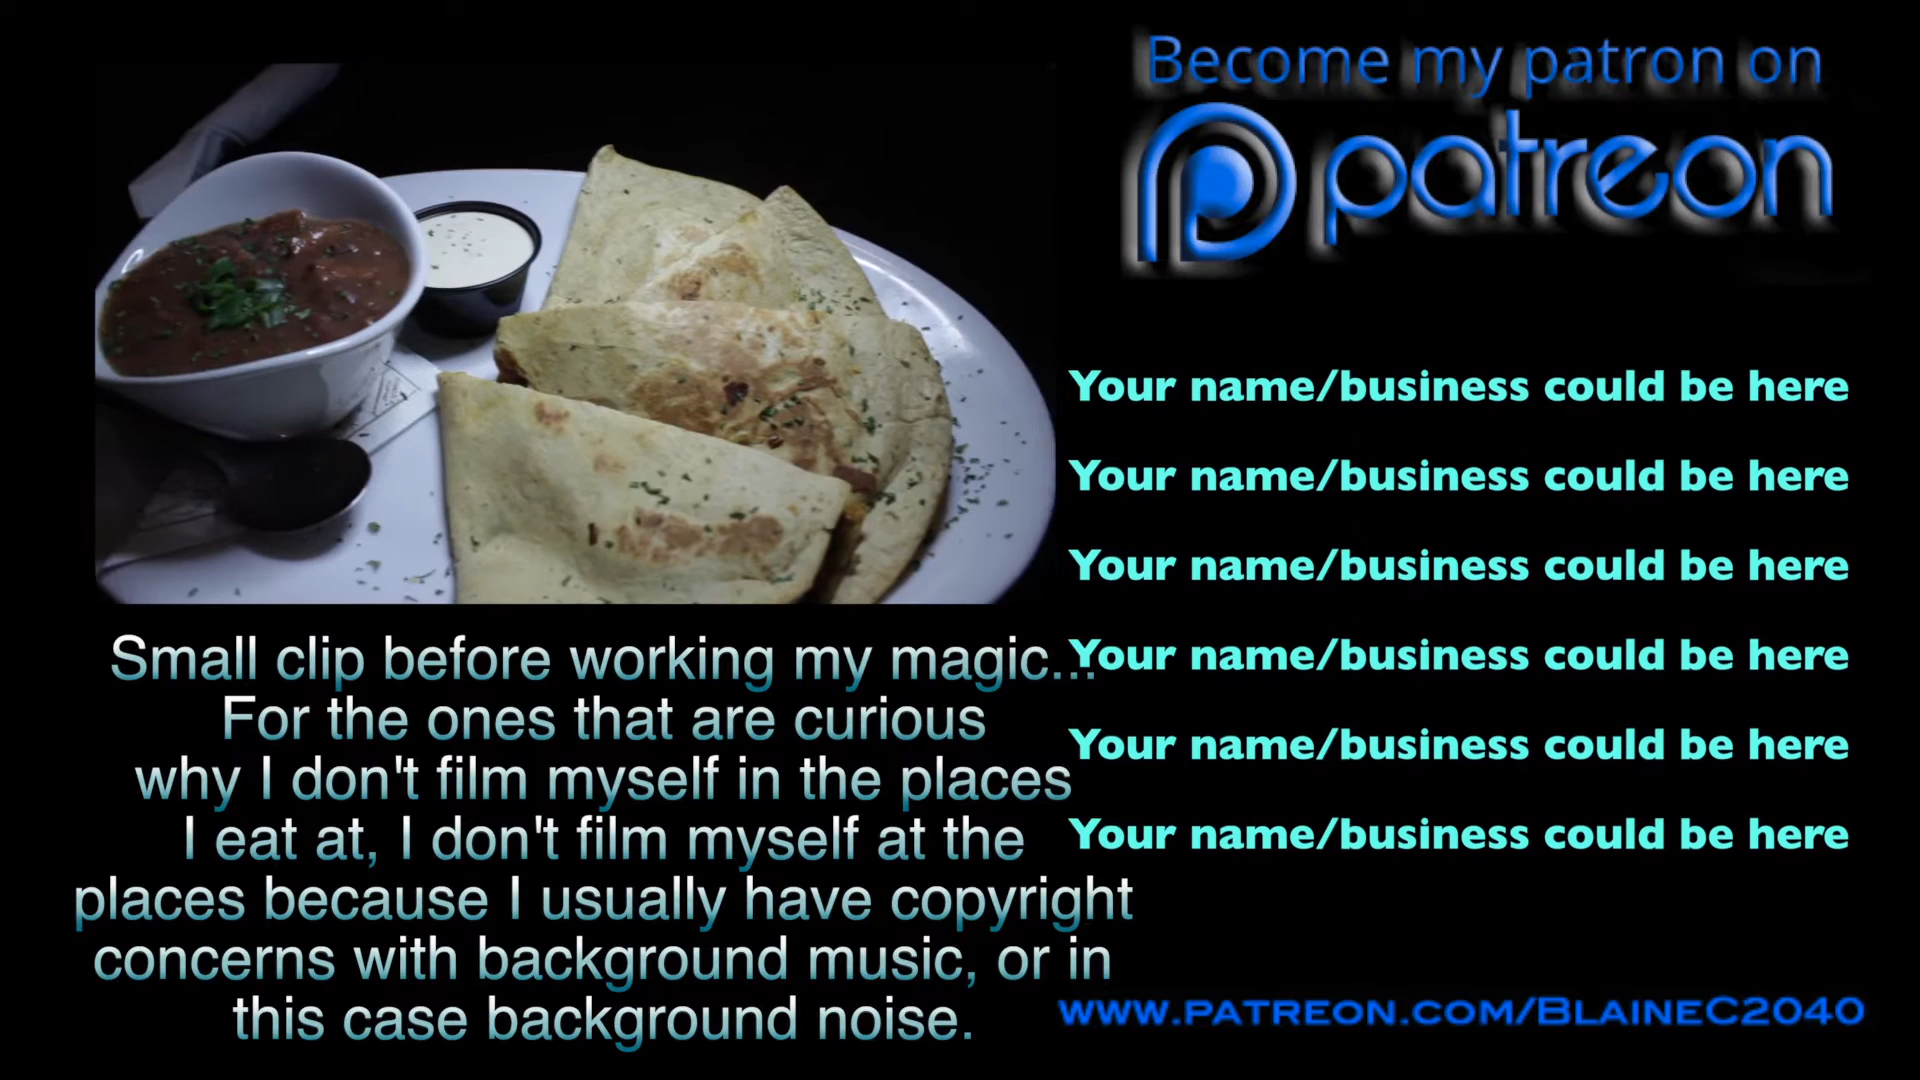 Become my patron on
patreon
Your name/business could be here
Your name/business could be here
Your name/business could be here
Your name/business could be here
Your name/business could be here
Your name/business could be here
Small clip before working my magic...
For the ones that are curious
why I don't film myself in the places
I eat at, I don't film myself at the
places because I usually have copyright
concerns with background music, or in
this case background noise.
www.patreon.com/BlaineC2040